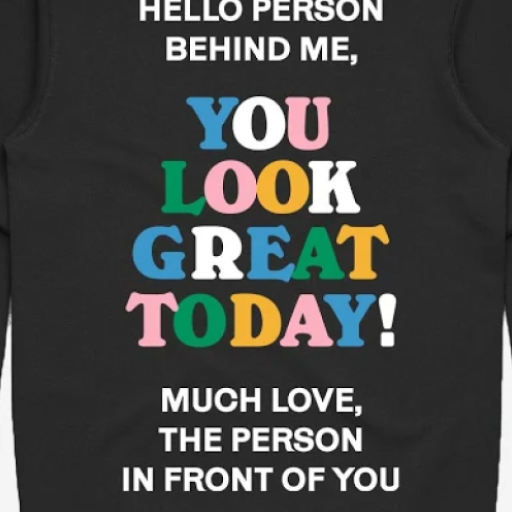 HELLO PERSON
BEHIND ME,
YOU
LOOK
GREAT
TODAY!
MUCH LOVE,
THE PERSON
IN FRONT OF YOU